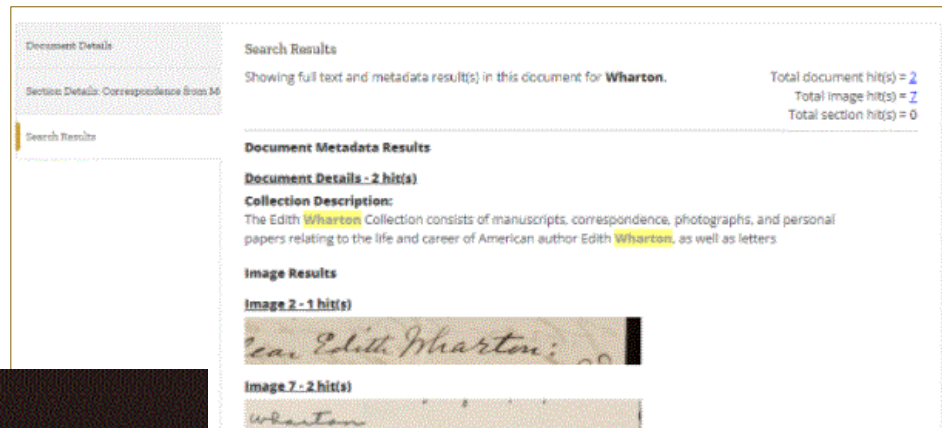 Document Details
Section Details: Correspondence from M
Search Results
Search Results
Showing full text and metadata result(s) in this document for Wharton.
Total document hit(s) = 2
Total image hit(s) = 7
Total section hit(s) = 0
Document Metadata Results
Document Details - 2 hit(s)
Collection Description:
The Edith Wharton Collection consists of manuscripts, correspondence, photographs, and personal
papers relating to the life and career of American author Edith Wharton, as well as letters
Image Results
Image 2 - 1 hit(s)
Dear Edith Wharton:
Image 7 - 2 hit(s)
Wharton